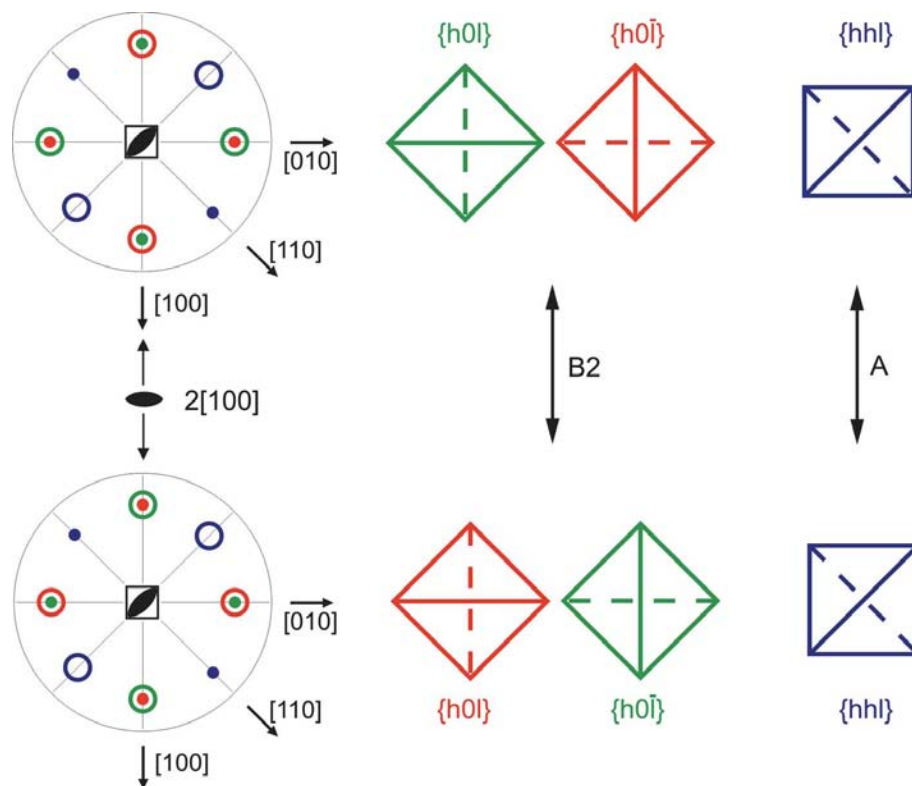 {h0l}
{h0l̄}
{hhl}
[010]
[110]
[100]
2[100]
B2
A
[010]
[110]
[100]
{h0l}
{h0l̄}
{hhl}